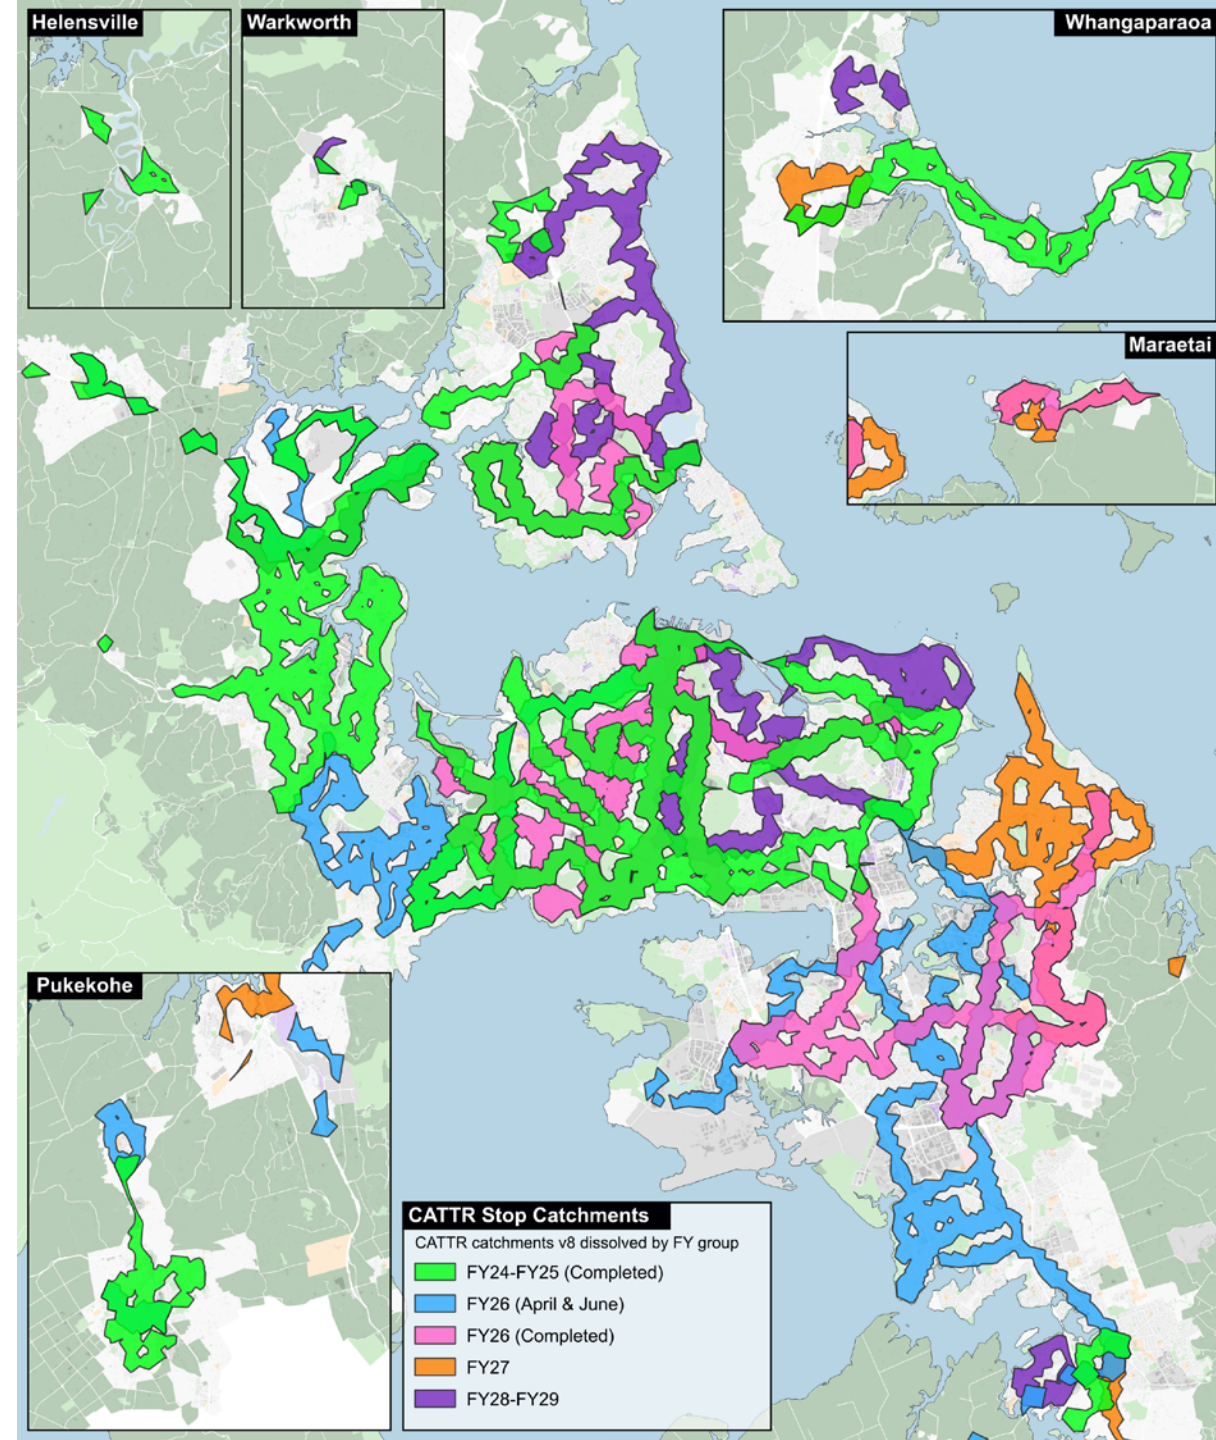 Helensville
Warkworth
Whangaparaoa
Maraetai
Pukekohe
CATTR Stop Catchments
CATTR catchments v8 dissolved by FY group
FY24-FY25 (Completed)
FY26 (April & June)
FY26 (Completed)
FY27
FY28-FY29